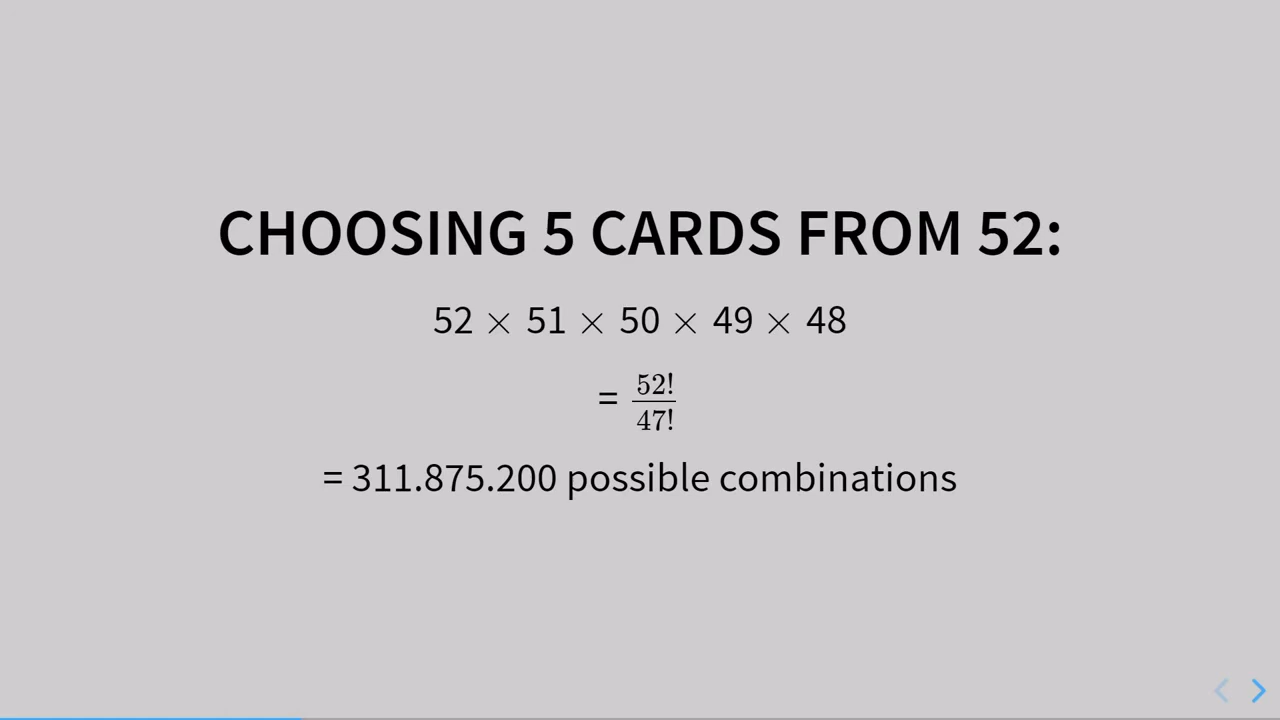 CHOOSING 5 CARDS FROM 52:
52 × 51 × 50 × 49 × 48
= 52!/47!
= 311.875.200 possible combinations